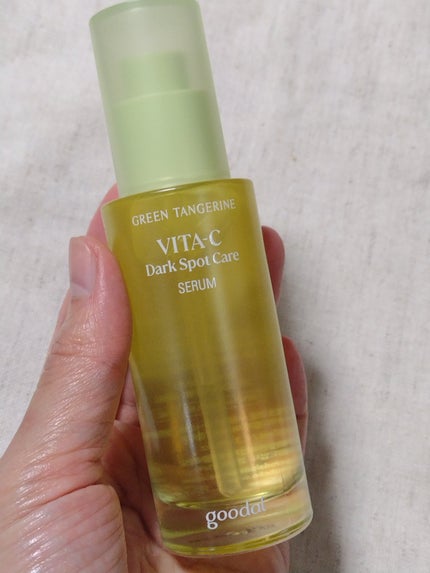 GREEN TANGERINE
VITA-C
Dark Spot Care
SERUM
goodal